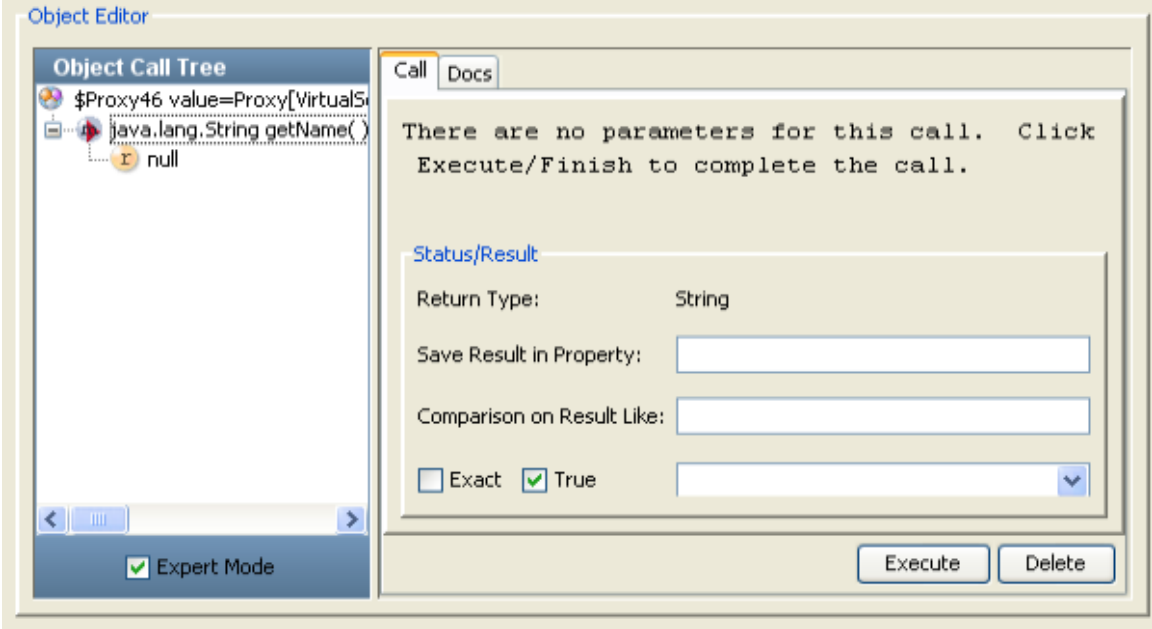 Object Editor
Object Call Tree
$Proxy46 value=Proxy[VirtualS
java.lang.String getName( )
r null
Call Docs
There are no parameters for this call. Click
Execute/Finish to complete the call.
Status/Result
Return Type: String
Save Result in Property:
Comparison on Result Like:
Exact True
Expert Mode
Execute Delete